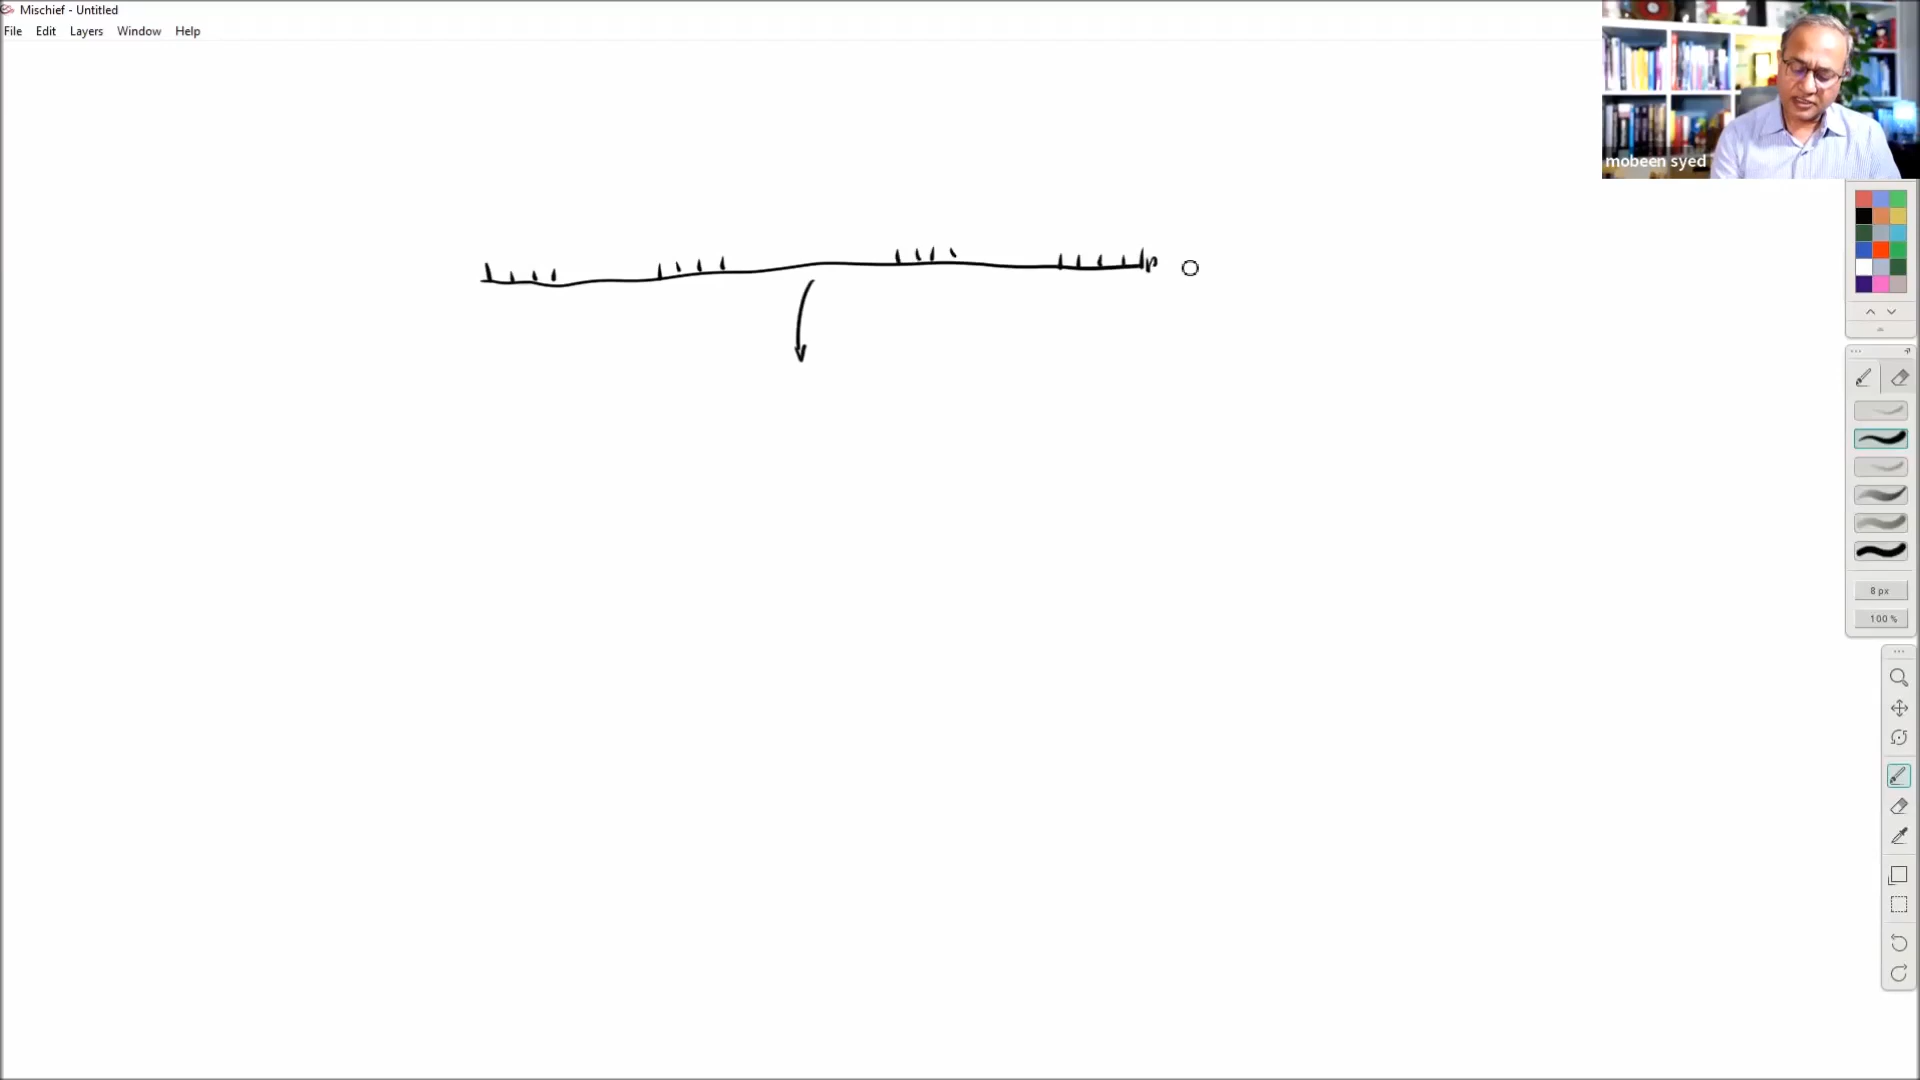 Mischief - Untitled
File Edit Layers Window Help
mobeen syed
8 px
100 %